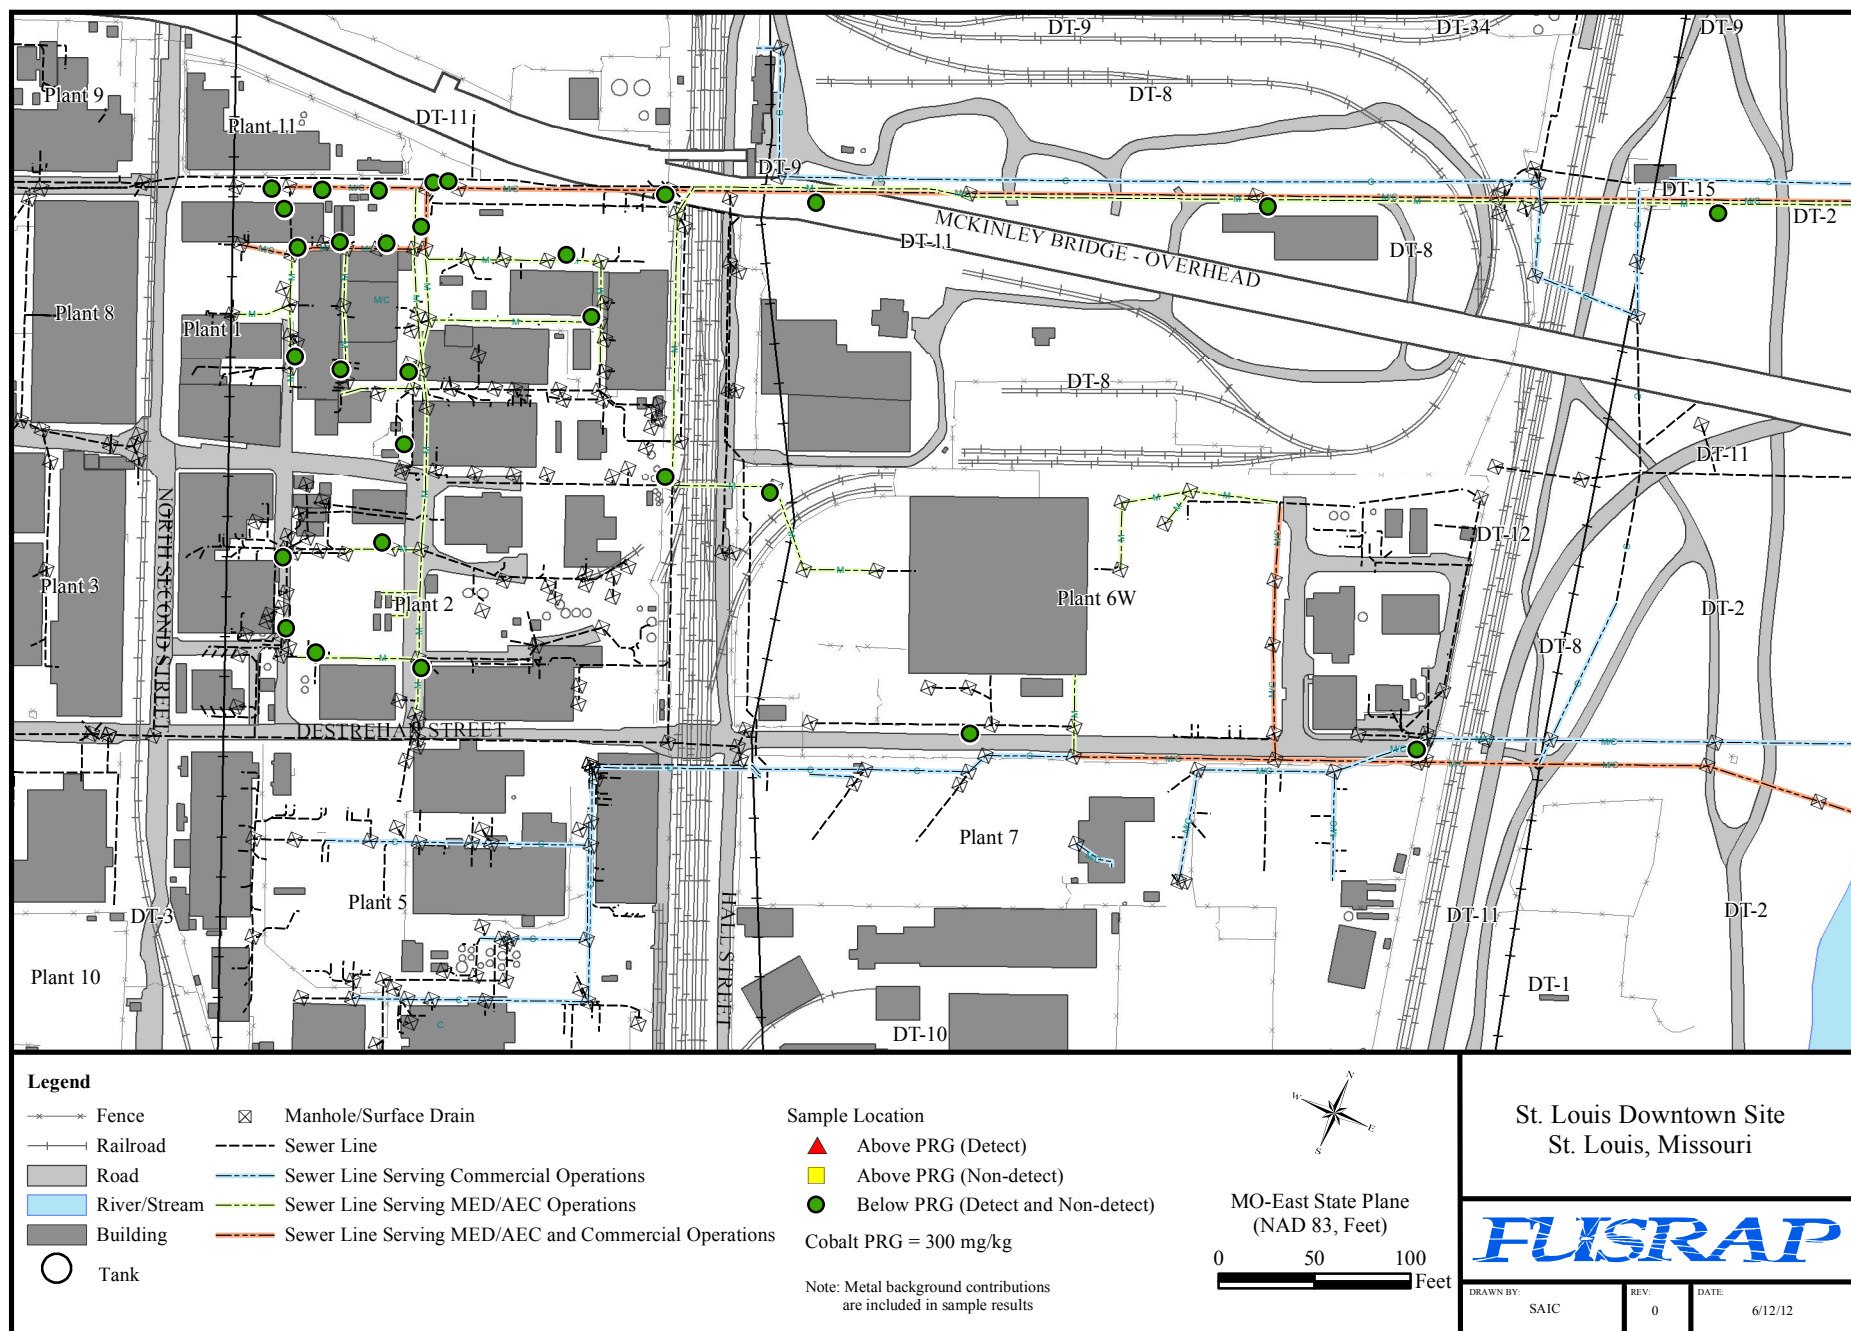 DT-9
DT-34
DT-9
Plant 9
DT-8
Plant 11
DT-11
DT-9
DT-15
DT-2
MCKINLEY BRIDGE - OVERHEAD
DT-11
DT-8
Plant 8
Plant 1
DT-8
DT-11
NORTH SECOND STREET
DT-12
Plant 3
Plant 2
Plant 6W
DT-2
DT-8
DESTREHAN STREET
Plant 7
Plant 5
DT-3
DT-11
DT-2
HALL STREET
Plant 10
DT-1
DT-10
Legend
Fence
Railroad
Road
River/Stream
Building
Tank
Manhole/Surface Drain
Sewer Line
Sewer Line Serving Commercial Operations
Sewer Line Serving MED/AEC Operations
Sewer Line Serving MED/AEC and Commercial Operations
Sample Location
Above PRG (Detect)
Above PRG (Non-detect)
Below PRG (Detect and Non-detect)
Cobalt PRG = 300 mg/kg
Note: Metal background contributions
are included in sample results
N
W
E
S
MO-East State Plane
(NAD 83, Feet)
0 50 100
Feet
St. Louis Downtown Site
St. Louis, Missouri
FUSRAP
DRAWN BY:
SAIC
REV:
0
DATE:
6/12/12